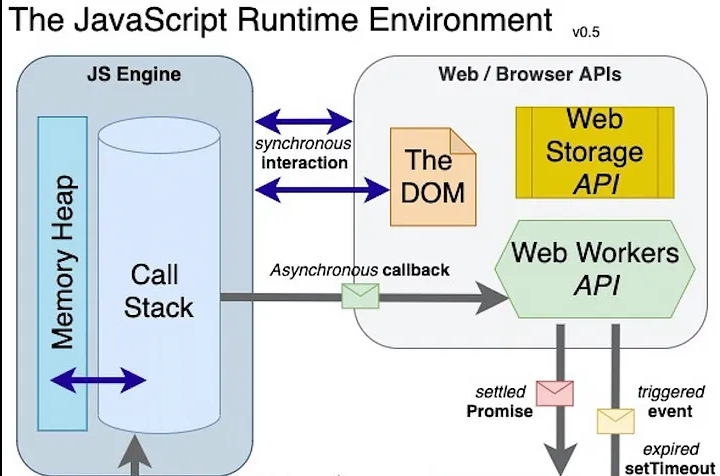 The JavaScript Runtime Environment v0.5
JS Engine
Web / Browser APIs
Memory Heap
Call
Stack
synchronous
interaction
The
DOM
Web
Storage
API
Asynchronous callback
Web Workers
API
settled
Promise
triggered
event
expired
setTimeout